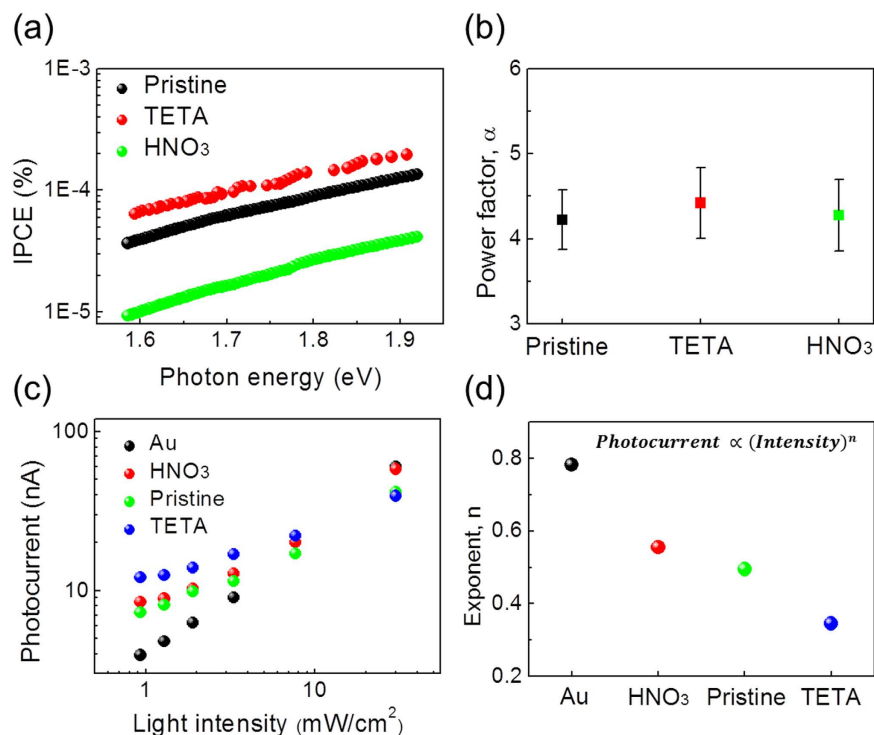 (a)
1E-3
1E-4
1E-5
IPCE (%)
Pristine
TETA
HNO₃
1.6 1.7 1.8 1.9
Photon energy (eV)
(b)
6
5
4
3
Power factor, α
Pristine TETA HNO₃
(c)
100
10
Photocurrent (nA)
Au
HNO₃
Pristine
TETA
1 10
Light intensity (mW/cm²)
(d)
0.8
0.6
0.4
0.2
Exponent, n
Photocurrent ∝ (Intensity)ⁿ
Au HNO₃ Pristine TETA